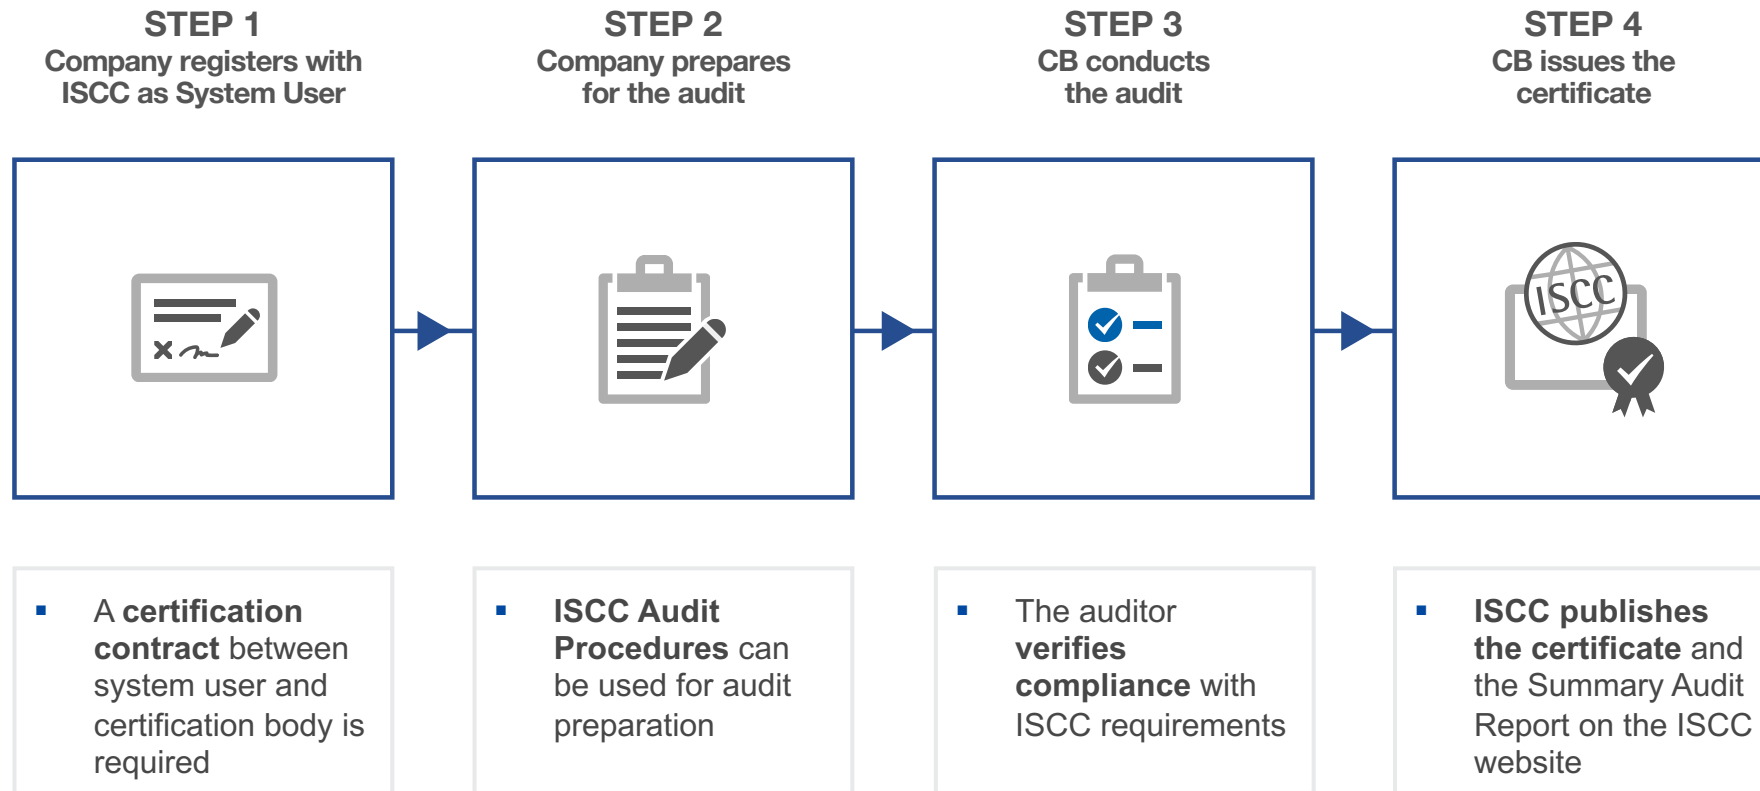 STEP 1
Company registers with
ISCC as System User
STEP 2
Company prepares
for the audit
STEP 3
CB conducts
the audit
STEP 4
CB issues the
certificate
ISCC
▪ A certification
contract between
system user and
certification body is
required
▪ ISCC Audit
Procedures can
be used for audit
preparation
▪ The auditor
verifies
compliance with
ISCC requirements
▪ ISCC publishes
the certificate and
the Summary Audit
Report on the ISCC
website